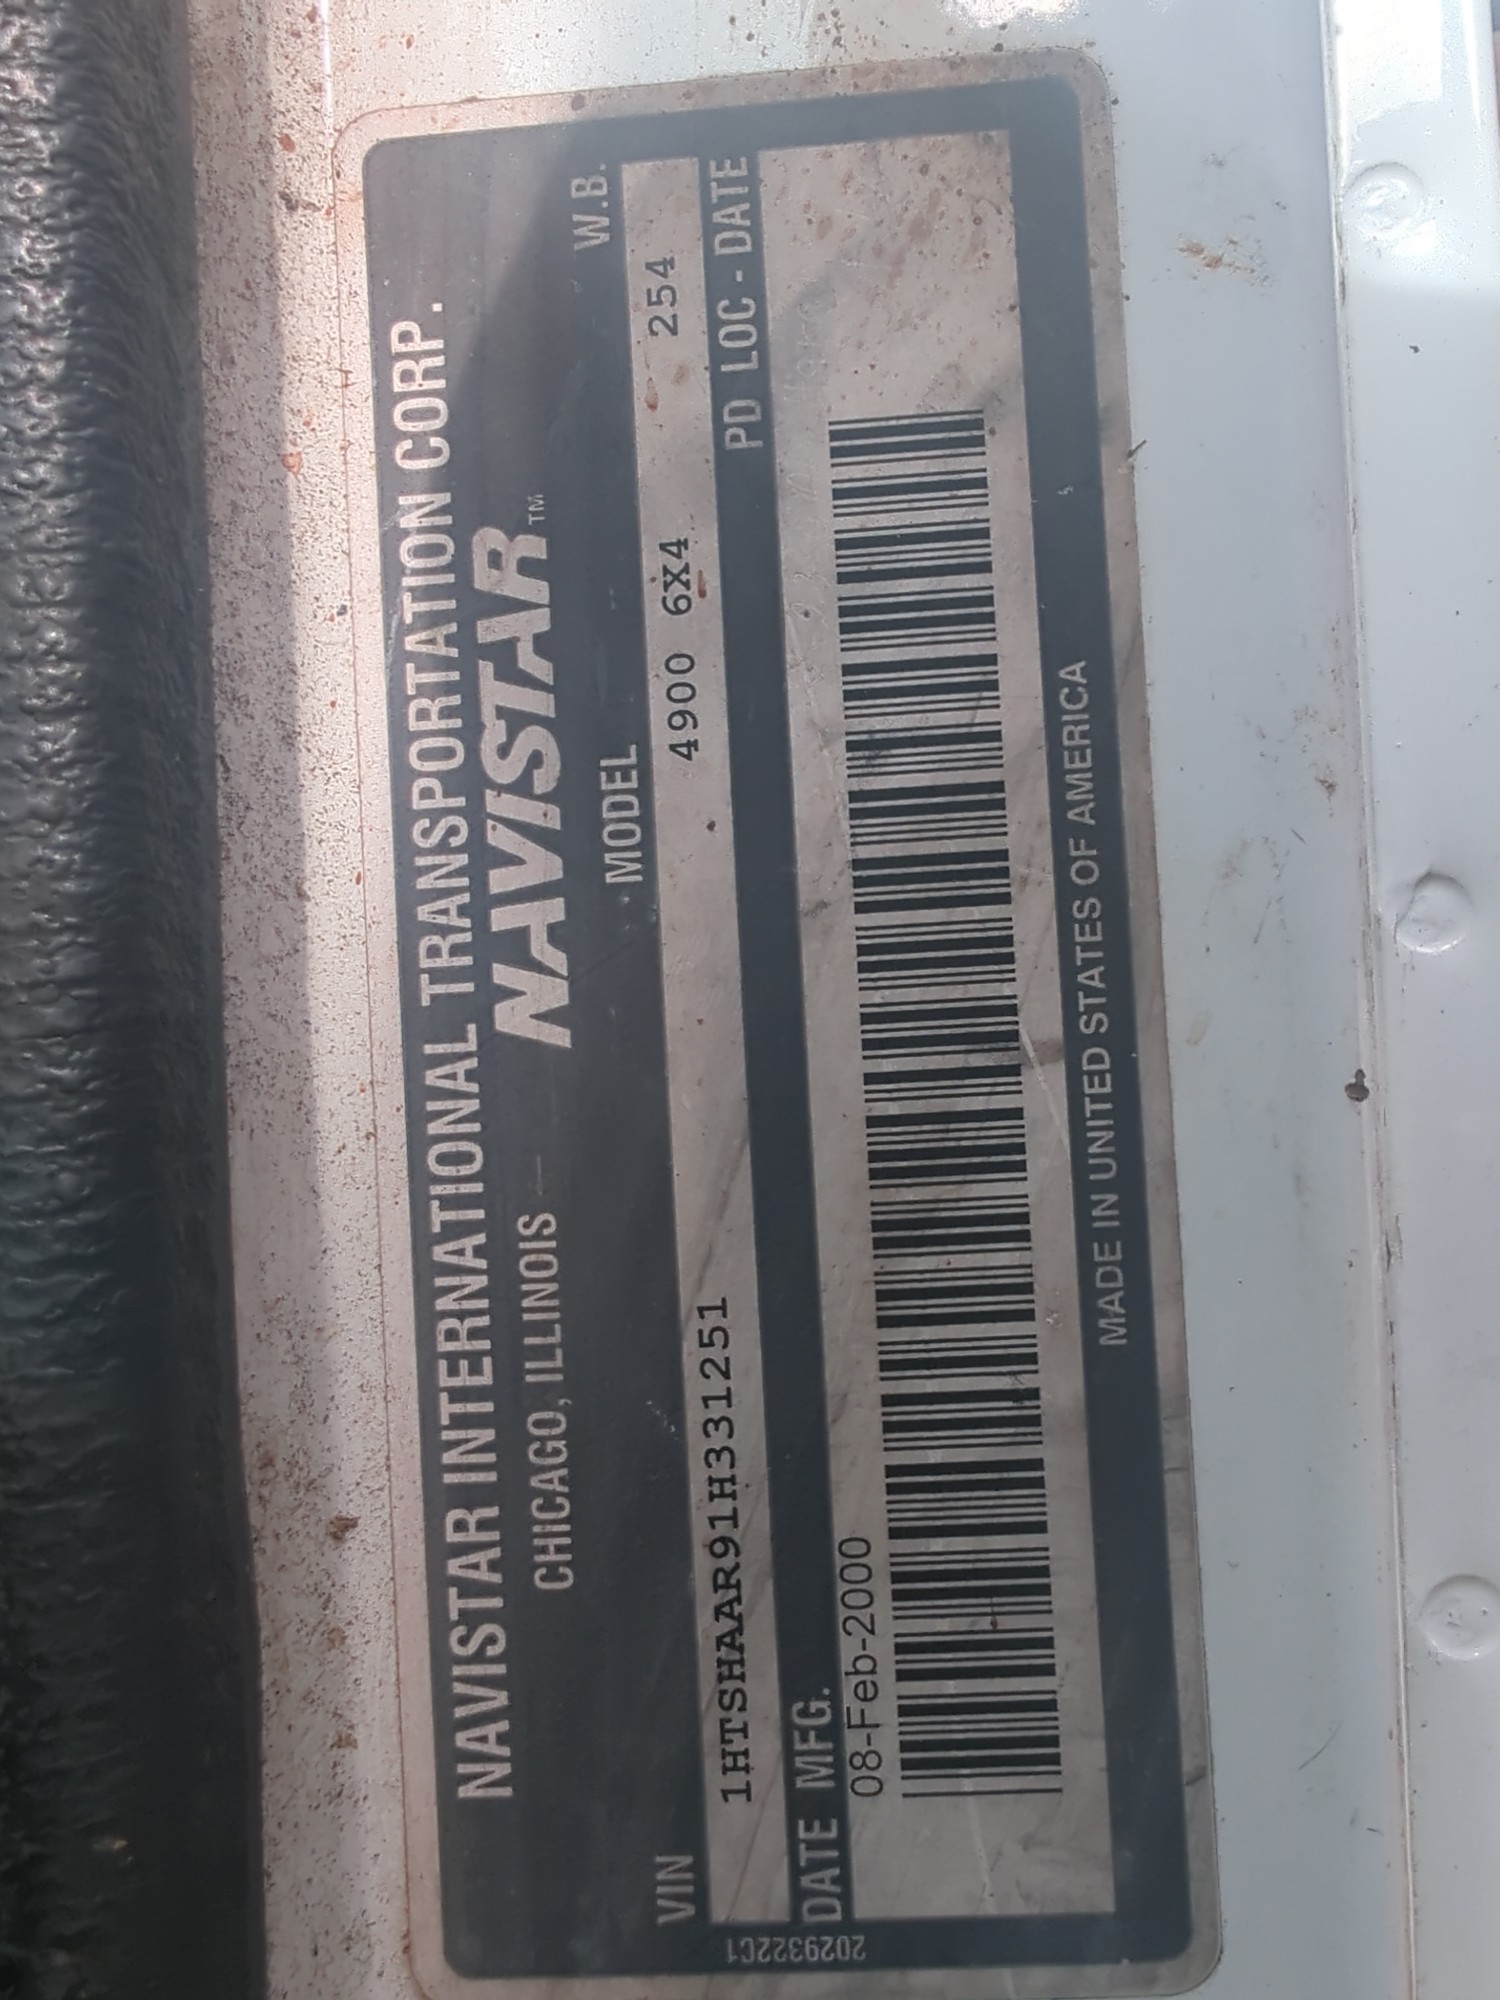 NAVISTAR INTERNATIONAL TRANSPORTATION CORP.
CHICAGO, ILLINOIS
NAVISTAR™
VIN MODEL W.B.
1HTSHAAR91H331251 4900 6X4 254
DATE MFG. PD LOC - DATE
08-Feb-2000
MADE IN UNITED STATES OF AMERICA
2029322C1